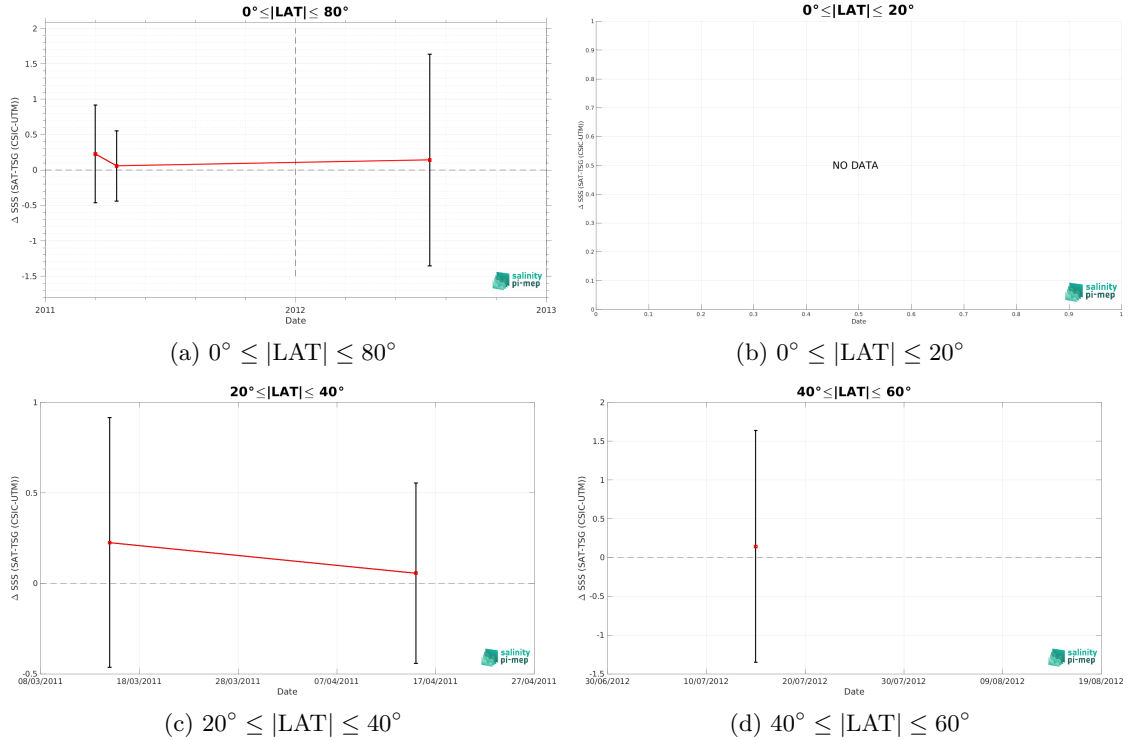 0°≤|LAT|≤ 80°
2
1.5
1
0.5
0
-0.5
-1
-1.5
Δ SSS (SAT-TSG (CSIC-UTM))
2011
2012
2013
Date
salinity
pi-mep
(a) 0° ≤ |LAT| ≤ 80°
0°≤|LAT|≤ 20°
1
0.9
0.8
0.7
0.6
0.5
0.4
0.3
0.2
0.1
0
Δ SSS (SAT-TSG (CSIC-UTM))
NO DATA
0 0.1 0.2 0.3 0.4 0.5 0.6 0.7 0.8 0.9 1
Date
salinity
pi-mep
(b) 0° ≤ |LAT| ≤ 20°
20°≤|LAT|≤ 40°
1
0.5
0
-0.5
Δ SSS (SAT-TSG (CSIC-UTM))
08/03/2011 18/03/2011 28/03/2011 07/04/2011 17/04/2011 27/04/2011
Date
salinity
pi-mep
(c) 20° ≤ |LAT| ≤ 40°
40°≤|LAT|≤ 60°
2
1.5
1
0.5
0
-0.5
-1
-1.5
Δ SSS (SAT-TSG (CSIC-UTM))
30/06/2012 10/07/2012 20/07/2012 30/07/2012 09/08/2012 19/08/2012
Date
salinity
pi-mep
(d) 40° ≤ |LAT| ≤ 60°